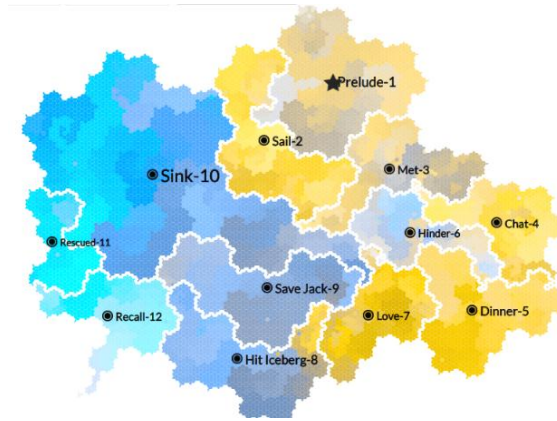 Prelude-1
Sail-2
Met-3
Sink-10
Chat-4
Hinder-6
Rescued-11
Save Jack-9
Dinner-5
Recall-12
Love-7
Hit Iceberg-8